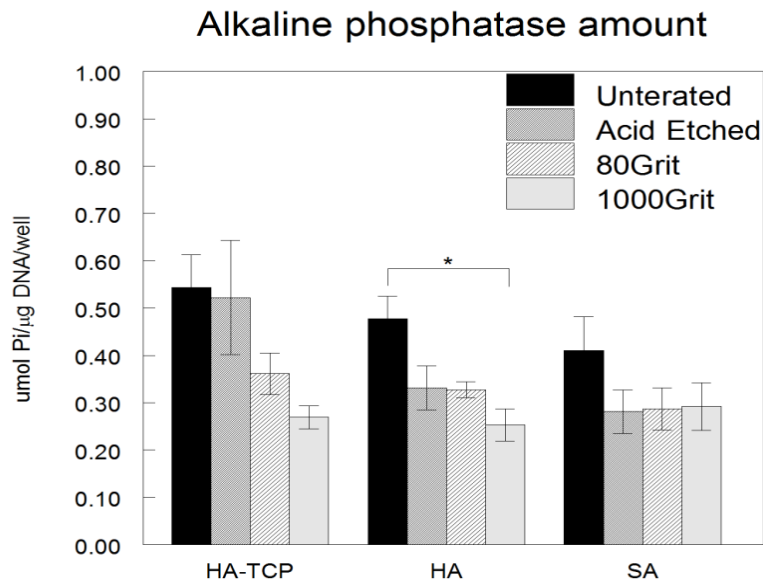 Alkaline phosphatase amount
umol Pi/µg DNA/well
1.00
0.90
0.80
0.70
0.60
0.50
0.40
0.30
0.20
0.10
0.00
Unterated
Acid Etched
80Grit
1000Grit
*
HA-TCP HA SA